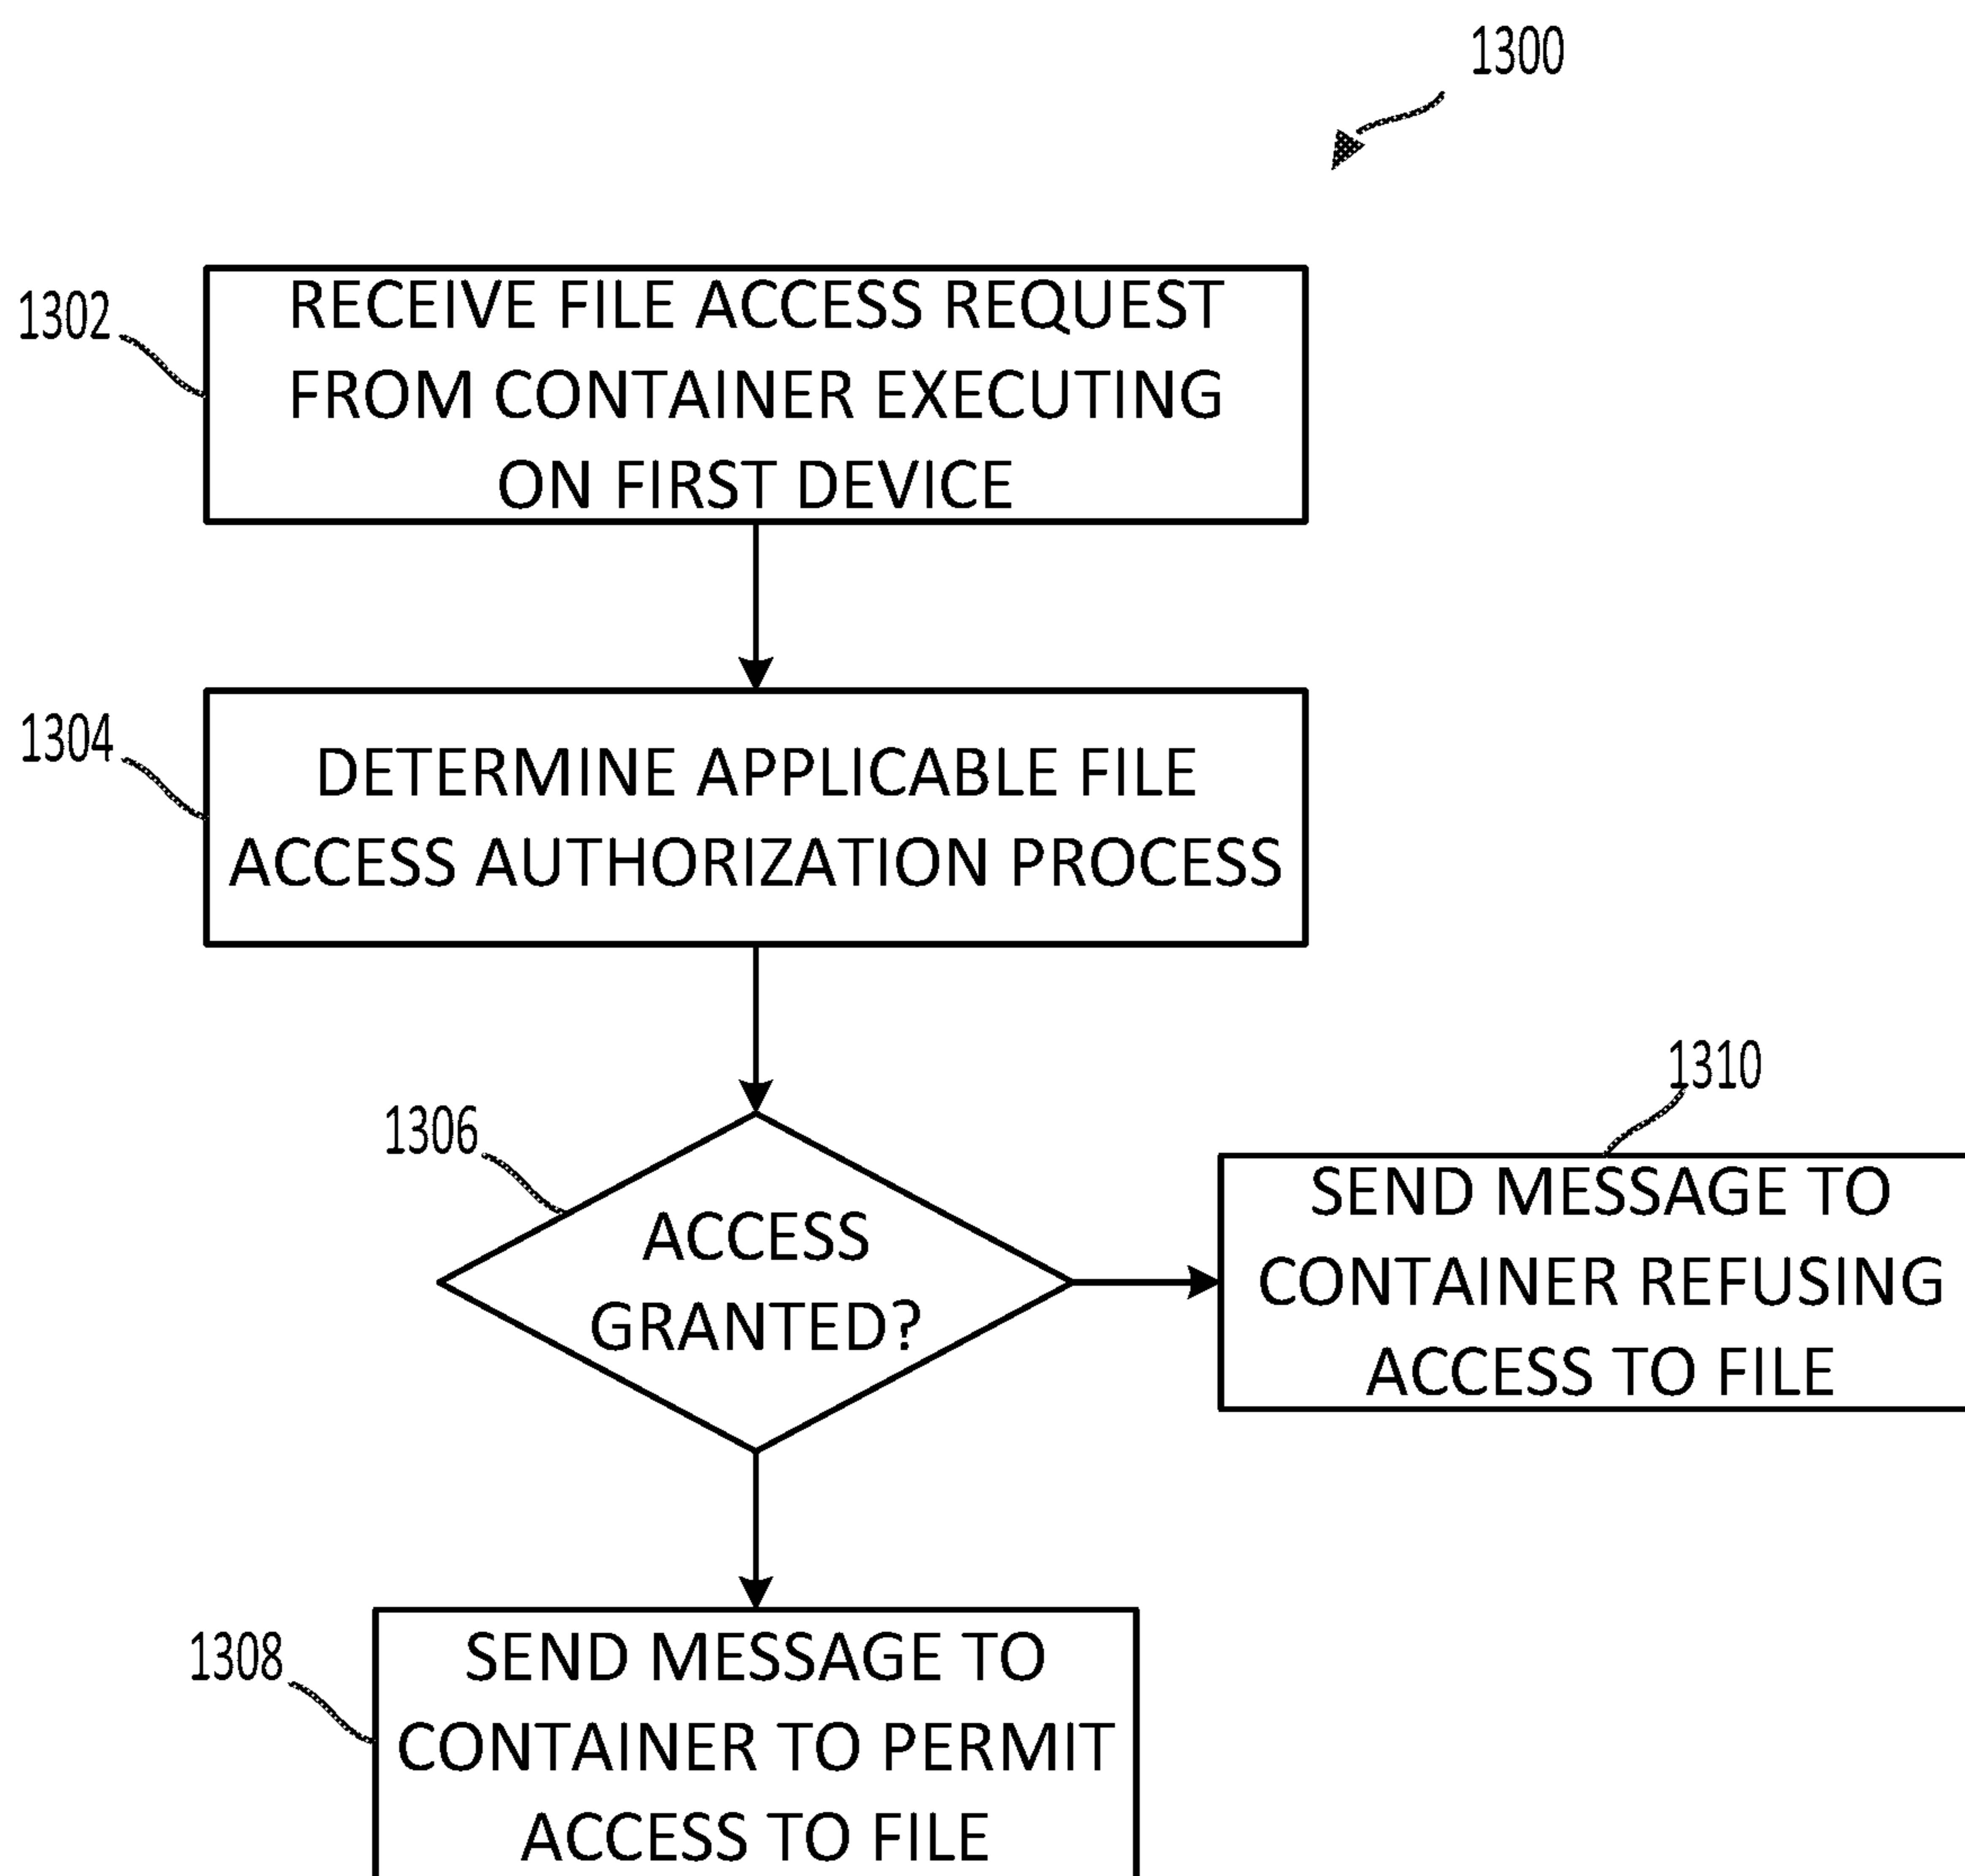 1300
1302
RECEIVE FILE ACCESS REQUEST
FROM CONTAINER EXECUTING
ON FIRST DEVICE
1304
DETERMINE APPLICABLE FILE
ACCESS AUTHORIZATION PROCESS
1306
ACCESS
GRANTED?
1310
SEND MESSAGE TO
CONTAINER REFUSING
ACCESS TO FILE
1308
SEND MESSAGE TO
CONTAINER TO PERMIT
ACCESS TO FILE